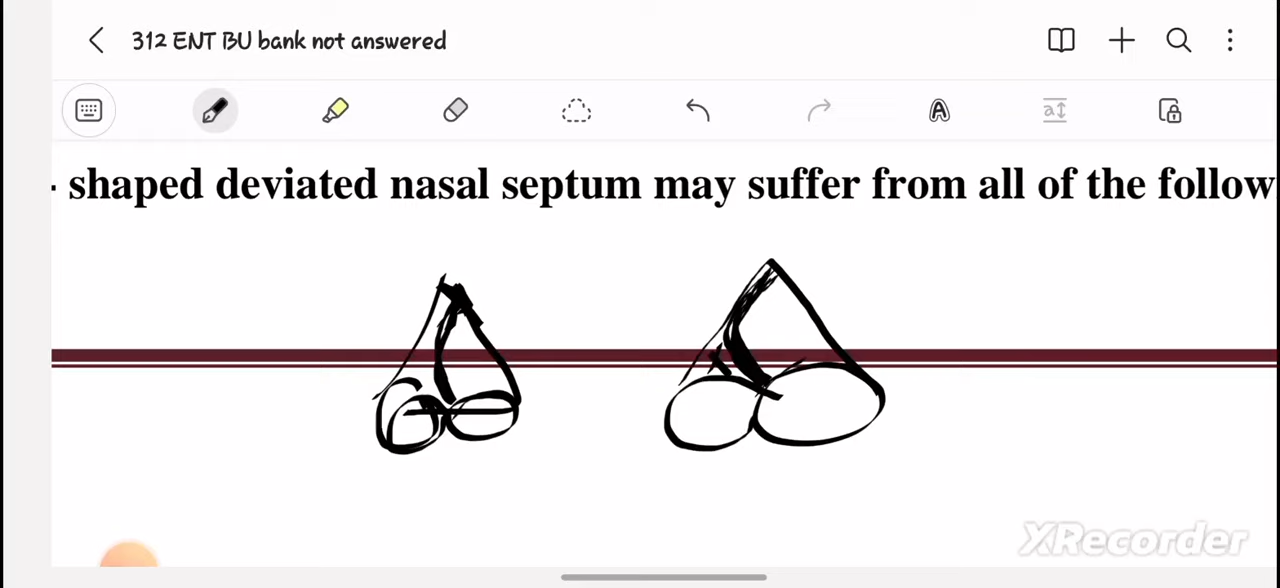 312 ENT BU bank not answered
A
a
- shaped deviated nasal septum may suffer from all of the follow
XRecorder